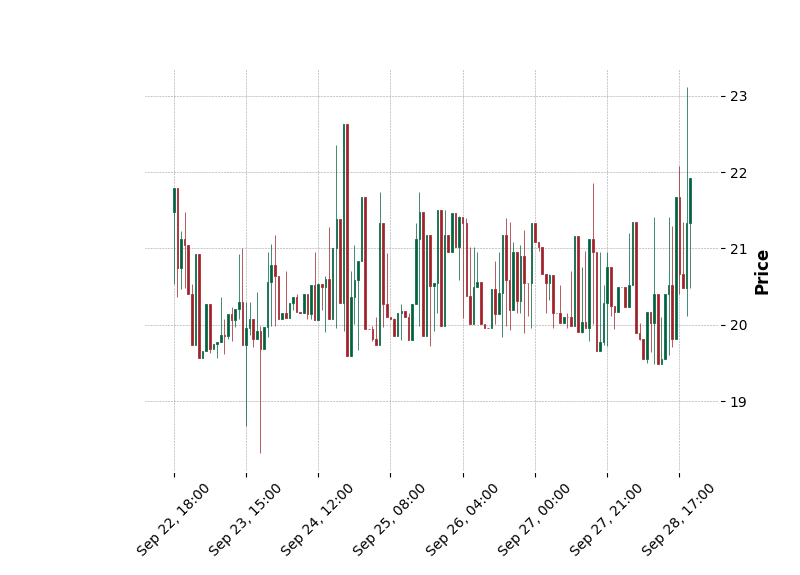 23
22
21
20
19
Price
Sep 22, 18:00
Sep 23, 15:00
Sep 24, 12:00
Sep 25, 08:00
Sep 26, 04:00
Sep 27, 00:00
Sep 27, 21:00
Sep 28, 17:00